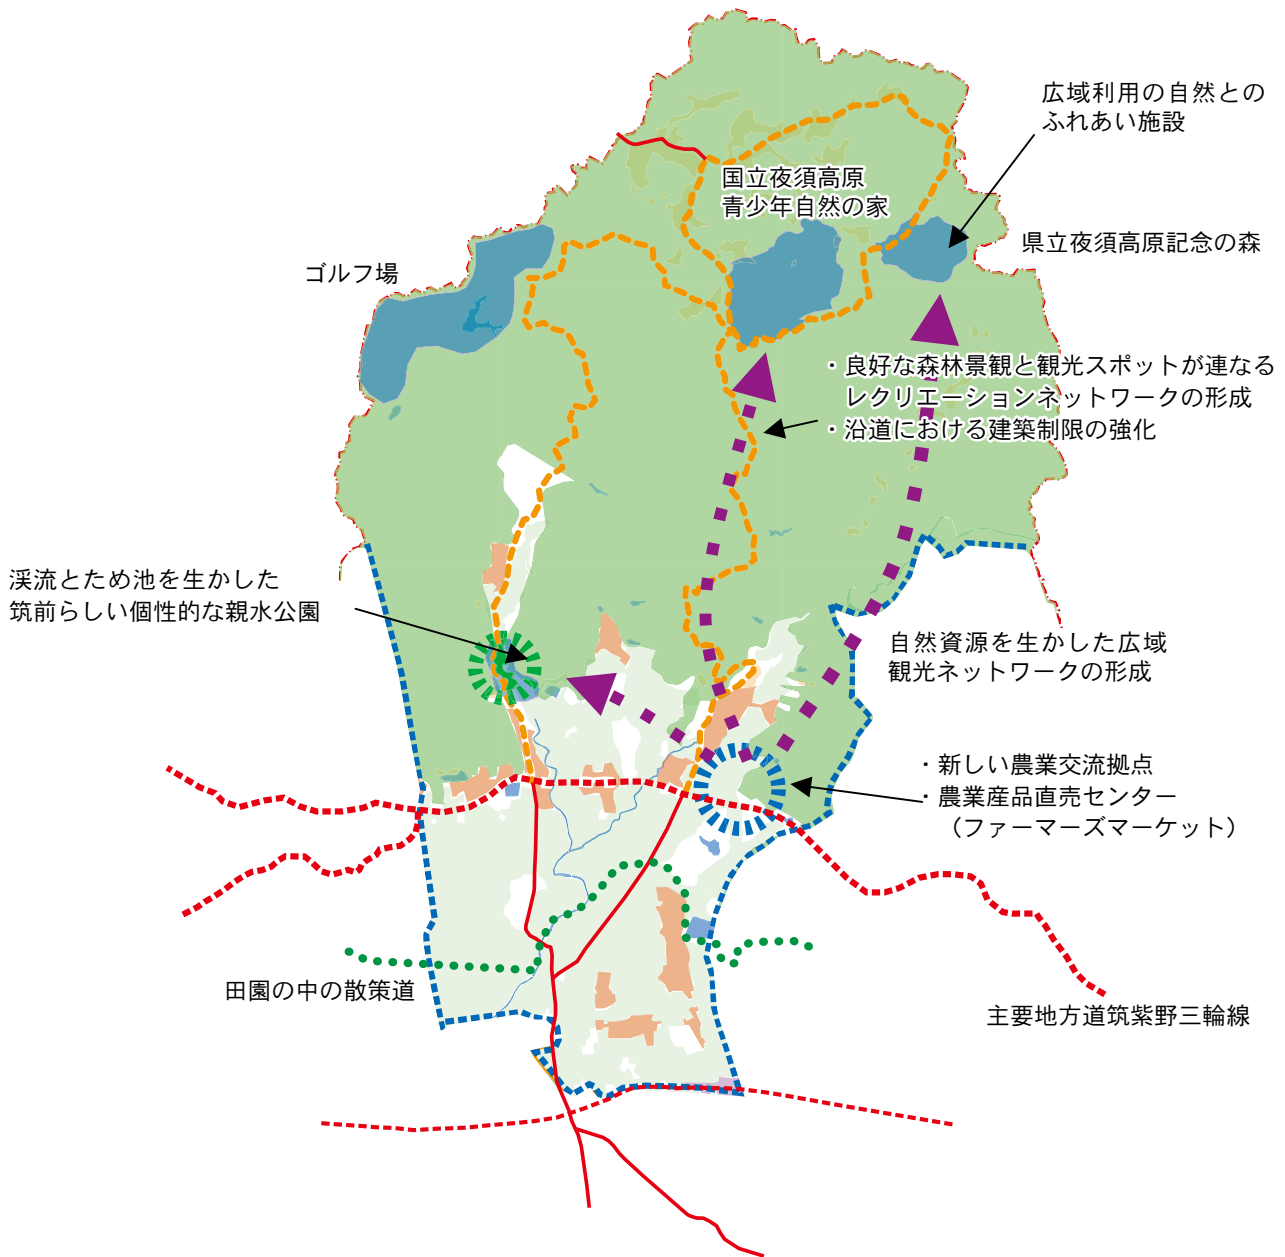 広域利用の自然との
ふれあい施設
国立夜須高原
青少年自然の家
県立夜須高原記念の森
ゴルフ場
・良好な森林景観と観光スポットが連なる
レクリエーションネットワークの形成
・沿道における建築制限の強化
渓流とため池を生かした
筑前らしい個性的な親水公園
自然資源を生かした広域
観光ネットワークの形成
・新しい農業交流拠点
・農業産品直売センター
（ファーマーズマーケット）
田園の中の散策道
主要地方道筑紫野三輪線